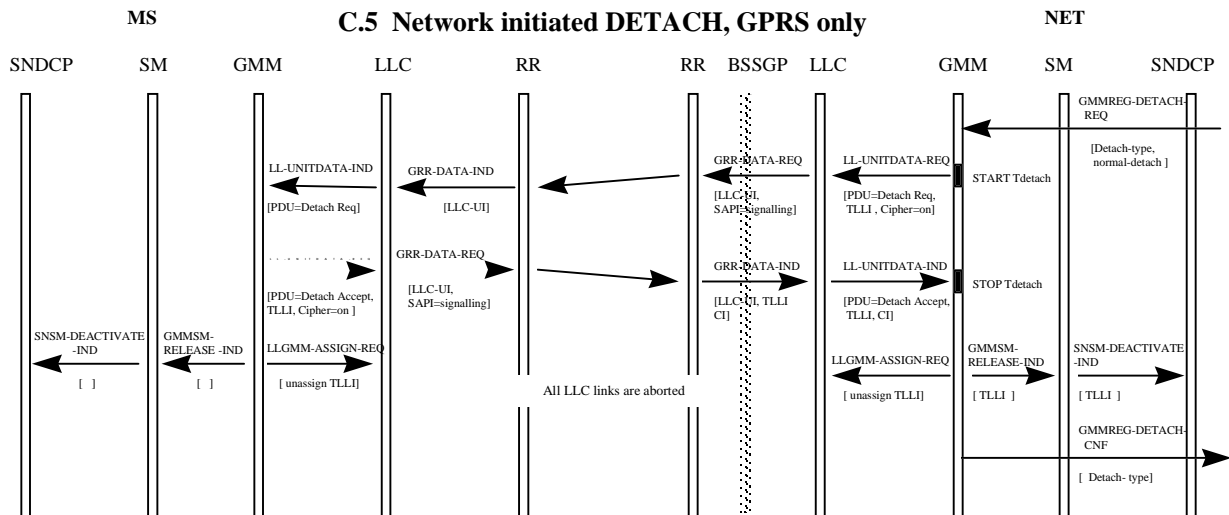 MS
C.5 Network initiated DETACH, GPRS only
NET
SNDCP SM GMM LLC RR RR BSSGP LLC GMM SM SNDCP
GMMREG-DETACH-
REQ
[Detach-type,
normal-detach ]
LL-UNITDATA-IND
[PDU=Detach Req]
GRR-DATA-IND
[LLC-UI]
GRR-DATA-REQ
[LLC-UI,
SAPI=signalling]
LL-UNITDATA-REQ
[PDU=Detach Req,
TLLI , Cipher=on]
START Tdetach
[PDU=Detach Accept,
TLLI, Cipher=on ]
GRR-DATA-REQ
[LLC-UI,
SAPI=signalling]
GRR-DATA-IND
[LLC-UI, TLLI
CI]
LL-UNITDATA-IND
[PDU=Detach Accept,
TLLI, CI]
STOP Tdetach
SNSM-DEACTIVATE
-IND
[ ]
GMMSM-
RELEASE -IND
[ ]
LLGMM-ASSIGN-REQ
[ unassign TLLI]
All LLC links are aborted
LLGMM-ASSIGN-REQ
[ unassign TLLI]
GMMSM-
RELEASE-IND
[ TLLI ]
SNSM-DEACTIVATE
-IND
[ TLLI ]
GMMREG-DETACH-
CNF
[ Detach- type]